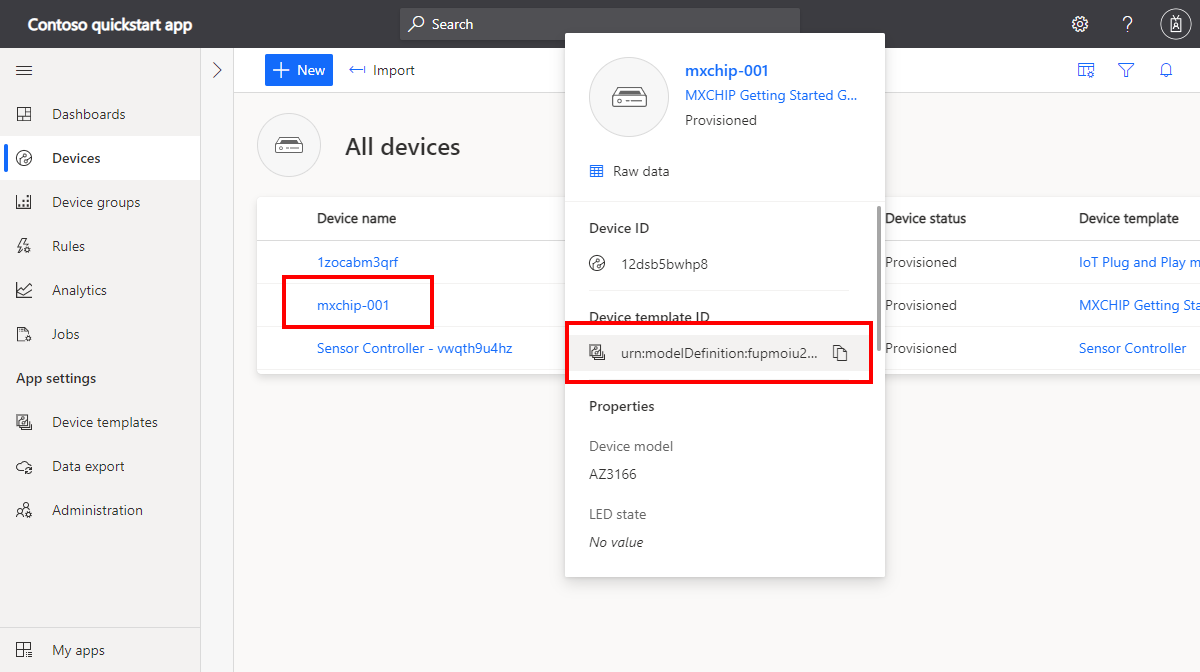 Contoso quickstart app
Search
?
Dashboards
Devices
Device groups
Rules
Analytics
Jobs
App settings
Device templates
Data export
Administration
My apps
New
Import
All devices
Device name
Device status
Device template
1zocabm3qrf
Provisioned
IoT Plug and Play m
mxchip-001
Provisioned
MXCHIP Getting Sta
Sensor Controller - vwqth9u4hz
Provisioned
Sensor Controller
mxchip-001
MXCHIP Getting Started G...
Provisioned
Raw data
Device ID
12dsb5bwhp8
Device template ID
urn:modelDefinition:fupmoiu2...
Properties
Device model
AZ3166
LED state
No value